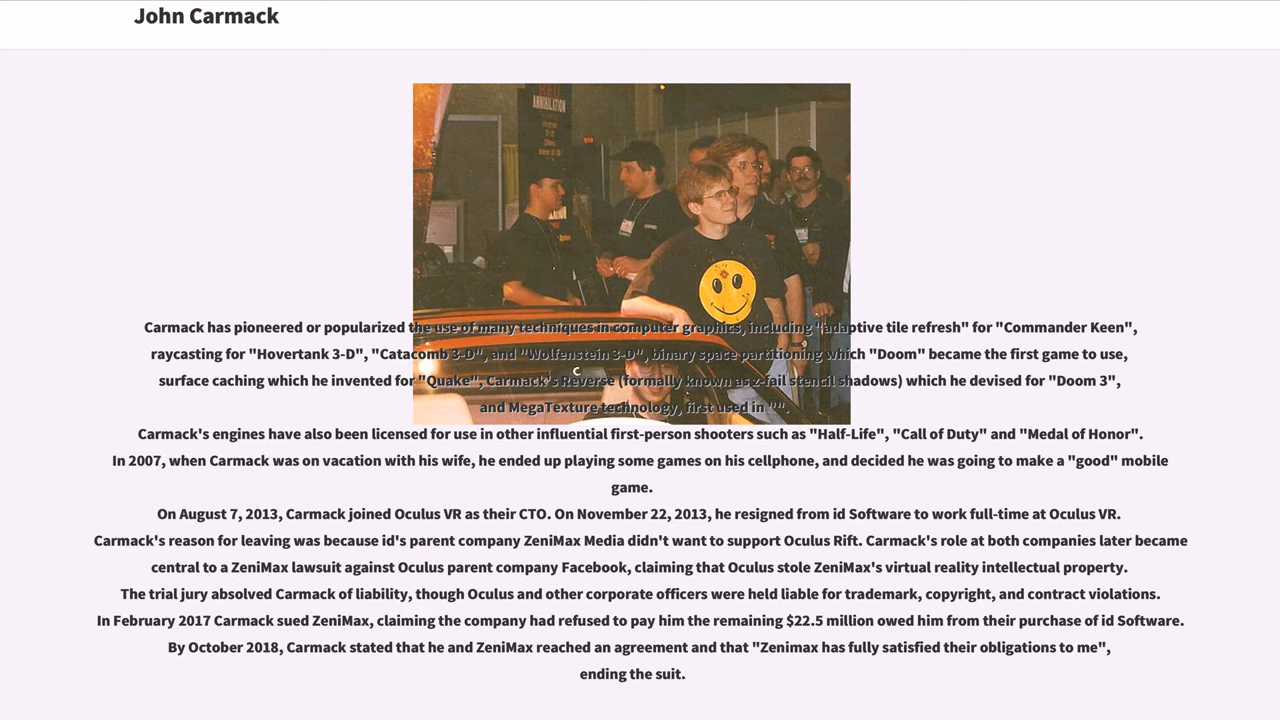 John Carmack
ANNIHILATION
Carmack has pioneered or popularized the use of many techniques in computer graphics, including "adaptive tile refresh" for "Commander Keen",
raycasting for "Hovertank 3-D", "Catacomb 3-D", and "Wolfenstein 3-D", binary space partitioning which "Doom" became the first game to use,
surface caching which he invented for "Quake", Carmack's Reverse (formally known as z-fail stencil shadows) which he devised for "Doom 3",
and MegaTexture technology, first used in "".
Carmack's engines have also been licensed for use in other influential first-person shooters such as "Half-Life", "Call of Duty" and "Medal of Honor".
In 2007, when Carmack was on vacation with his wife, he ended up playing some games on his cellphone, and decided he was going to make a "good" mobile
game.
On August 7, 2013, Carmack joined Oculus VR as their CTO. On November 22, 2013, he resigned from id Software to work full-time at Oculus VR.
Carmack's reason for leaving was because id's parent company ZeniMax Media didn't want to support Oculus Rift. Carmack's role at both companies later became
central to a ZeniMax lawsuit against Oculus parent company Facebook, claiming that Oculus stole ZeniMax's virtual reality intellectual property.
The trial jury absolved Carmack of liability, though Oculus and other corporate officers were held liable for trademark, copyright, and contract violations.
In February 2017 Carmack sued ZeniMax, claiming the company had refused to pay him the remaining $22.5 million owed him from their purchase of id Software.
By October 2018, Carmack stated that he and ZeniMax reached an agreement and that "Zenimax has fully satisfied their obligations to me",
ending the suit.